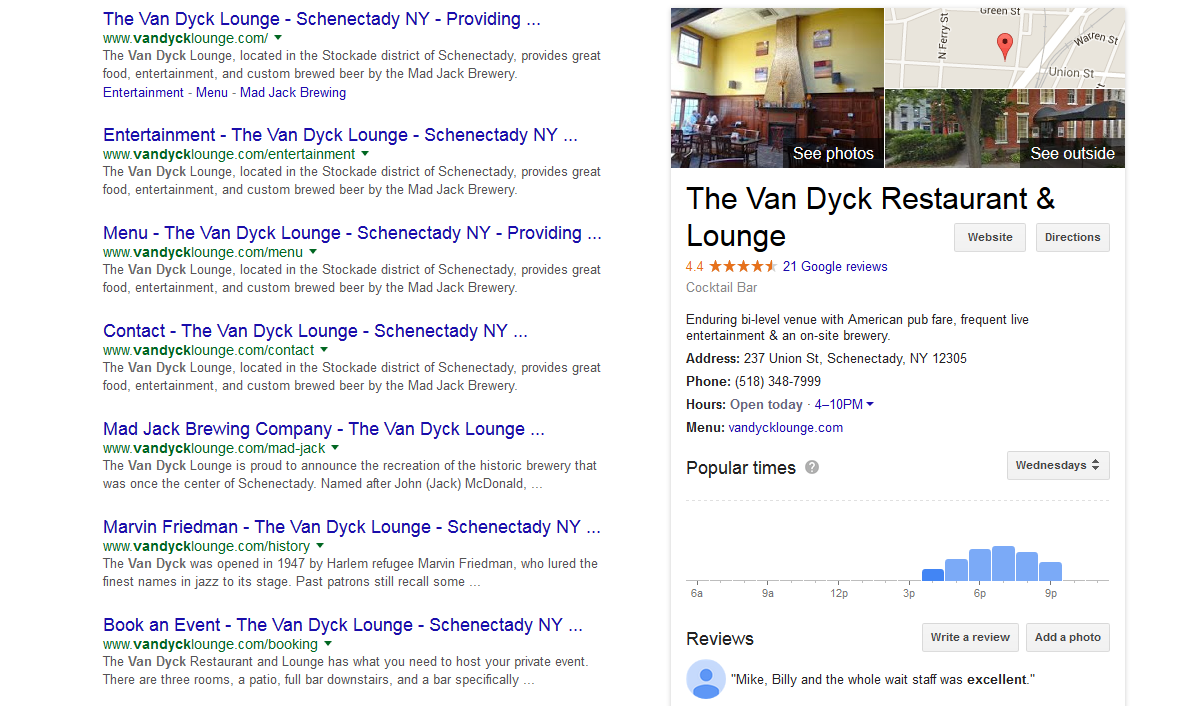 The Van Dyck Lounge - Schenectady NY - Providing ...
www.vandycklounge.com/
The Van Dyck Lounge, located in the Stockade district of Schenectady, provides great
food, entertainment, and custom brewed beer by the Mad Jack Brewery.
Entertainment - Menu - Mad Jack Brewing
Entertainment - The Van Dyck Lounge - Schenectady NY ...
www.vandycklounge.com/entertainment
The Van Dyck Lounge, located in the Stockade district of Schenectady, provides great
food, entertainment, and custom brewed beer by the Mad Jack Brewery.
Menu - The Van Dyck Lounge - Schenectady NY - Providing ...
www.vandycklounge.com/menu
The Van Dyck Lounge, located in the Stockade district of Schenectady, provides great
food, entertainment, and custom brewed beer by the Mad Jack Brewery.
Contact - The Van Dyck Lounge - Schenectady NY ...
www.vandycklounge.com/contact
The Van Dyck Lounge, located in the Stockade district of Schenectady, provides great
food, entertainment, and custom brewed beer by the Mad Jack Brewery.
Mad Jack Brewing Company - The Van Dyck Lounge ...
www.vandycklounge.com/mad-jack
The Van Dyck Lounge is proud to announce the recreation of the historic brewery that
was once the center of Schenectady. Named after John (Jack) McDonald, ...
Marvin Friedman - The Van Dyck Lounge - Schenectady NY ...
www.vandycklounge.com/history
The Van Dyck was opened in 1947 by Harlem refugee Marvin Friedman, who lured the
finest names in jazz to its stage. Past patrons still recall some ...
Book an Event - The Van Dyck Lounge - Schenectady NY ...
www.vandycklounge.com/booking
The Van Dyck Restaurant and Lounge has what you need to host your private event.
There are three rooms, a patio, full bar downstairs, and a bar specifically ...
See photos
Green St
N Ferry St
Warren St
Union St
See outside
The Van Dyck Restaurant &
Lounge
Website Directions
4.4 21 Google reviews
Cocktail Bar
Enduring bi-level venue with American pub fare, frequent live
entertainment & an on-site brewery.
Address: 237 Union St, Schenectady, NY 12305
Phone: (518) 348-7999
Hours: Open today · 4–10PM
Menu: vandycklounge.com
Popular times ? Wednesdays
6a 9a 12p 3p 6p 9p
Reviews Write a review Add a photo
"Mike, Billy and the whole wait staff was excellent."